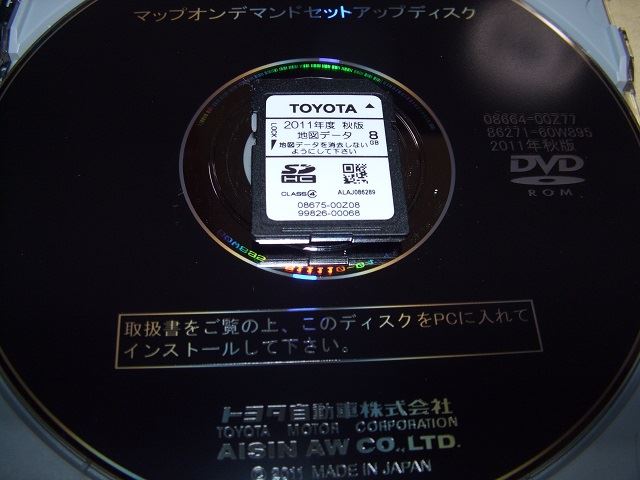 マップオンデマンドセットアップディスク
08664-00Z77
86271-60W895
2011年秋版
DVD
ROM
TOYOTA
2011年度 秋版
地図データ
8
GB
LOCK
地図データを消去しない
ようにして下さい
SD
HC
CLASS4
ALAJ086289
08675-00Z08
99826-00068
取扱書をご覧の上、このディスクをPCに入れて
インストールして下さい。
トヨタ自動車株式会社
TOYOTA MOTOR CORPORATION
AISIN AW CO.,LTD.
© 2011 MADE IN JAPAN